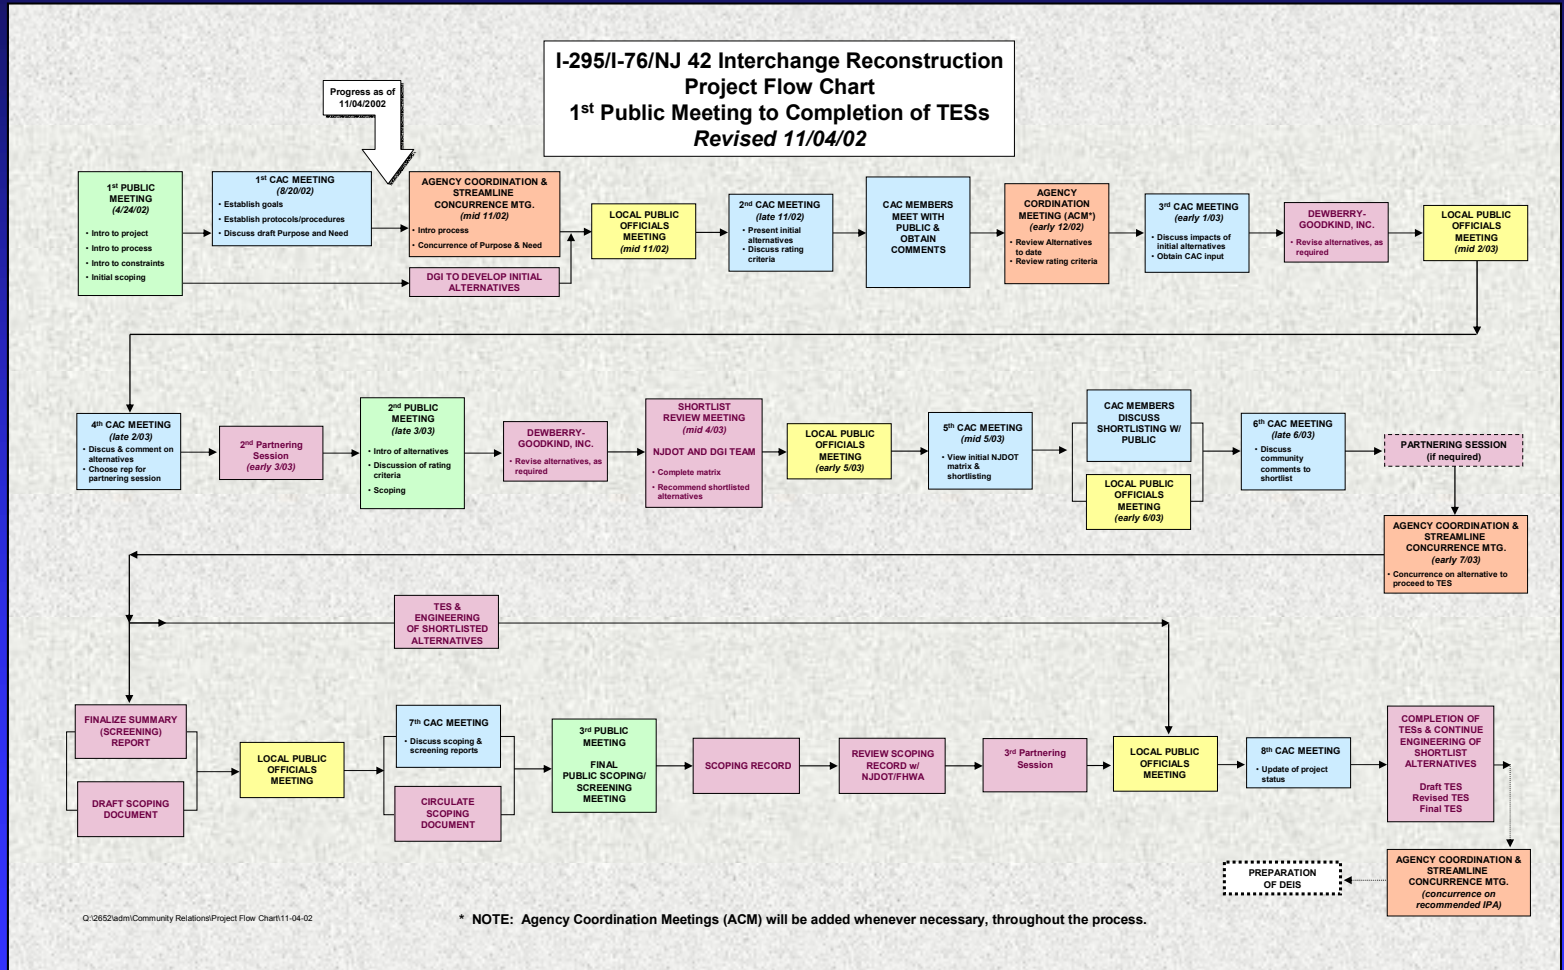 I-295/I-76/NJ 42 Interchange Reconstruction
Project Flow Chart
1st Public Meeting to Completion of TESs
Revised 11/04/02
Progress as of
11/04/2002
1st PUBLIC
MEETING
(4/24/02)
• Intro to project
• Intro to process
• Intro to constraints
• Initial scoping
1st CAC MEETING
(8/20/02)
• Establish goals
• Establish protocols/procedures
• Discuss draft Purpose and Need
AGENCY COORDINATION &
STREAMLINE
CONCURRENCE MTG.
(mid 11/02)
• Intro process
• Concurrence of Purpose & Need
DGI TO DEVELOP INITIAL
ALTERNATIVES
LOCAL PUBLIC
OFFICIALS
MEETING
(mid 11/02)
2nd CAC MEETING
(late 11/02)
• Present initial
alternatives
• Discuss rating
criteria
CAC MEMBERS
MEET WITH
PUBLIC &
OBTAIN
COMMENTS
AGENCY
CORDINATION
MEETING (ACM*)
(early 12/02)
• Review Alternatives
to date
• Review rating criteria
3rd CAC MEETING
(early 1/03)
• Discuss impacts of
initial alternatives
• Obtain CAC input
DEWBERRY-
GOODKIND, INC.
• Revise alternatives, as
required
LOCAL PUBLIC
OFFICIALS
MEETING
(mid 2/03)
4th CAC MEETING
(late 2/03)
• Discus & comment on
alternatives
• Choose rep for
partnering session
2nd Partnering
Session
(early 3/03)
2nd PUBLIC
MEETING
(late 3/03)
• Intro of alternatives
• Discussion of rating
criteria
• Scoping
DEWBERRY-
GOODKIND, INC.
• Revise alternatives, as
required
SHORTLIST
REVIEW MEETING
(mid 4/03)
NJDOT AND DGI TEAM
• Complete matrix
• Recommend shortlisted
alternatives
LOCAL PUBLIC
OFFICIALS
MEETING
(early 5/03)
5th CAC MEETING
(mid 5/03)
• View initial NJDOT
matrix &
shortlisting
CAC MEMBERS
DISCUSS
SHORTLISTING W/
PUBLIC
LOCAL PUBLIC
OFFICIALS
MEETING
(early 6/03)
6th CAC MEETING
(late 6/03)
• Discuss
community
comments to
shortlist
PARTNERING SESSION
(if required)
AGENCY COORDINATION &
STREAMLINE
CONCURRENCE MTG.
(early 7/03)
• Concurrence on alternative to
proceed to TES
TES &
ENGINEERING
OF SHORTLISTED
ALTERNATIVES
FINALIZE SUMMARY
(SCREENING)
REPORT
DRAFT SCOPING
DOCUMENT
LOCAL PUBLIC
OFFICIALS
MEETING
7th CAC MEETING
• Discuss scoping &
screening reports
CIRCULATE
SCOPING
DOCUMENT
3rd PUBLIC
MEETING
FINAL
PUBLIC SCOPING/
SCREENING
MEETING
SCOPING RECORD
REVIEW SCOPING
RECORD w/
NJDOT/FHWA
3rd Partnering
Session
LOCAL PUBLIC
OFFICIALS
MEETING
8th CAC MEETING
• Update of project
status
COMPLETION OF
TESs & CONTINUE
ENGINEERING OF
SHORTLIST
ALTERNATIVES
Draft TES
Revised TES
Final TES
AGENCY COORDINATION &
STREAMLINE
CONCURRENCE MTG.
(concurrence on
recommended IPA)
PREPARATION
OF DEIS
Q:\2652\adm\Community Relations\Project Flow Chart\11-04-02
* NOTE: Agency Coordination Meetings (ACM) will be added whenever necessary, throughout the process.